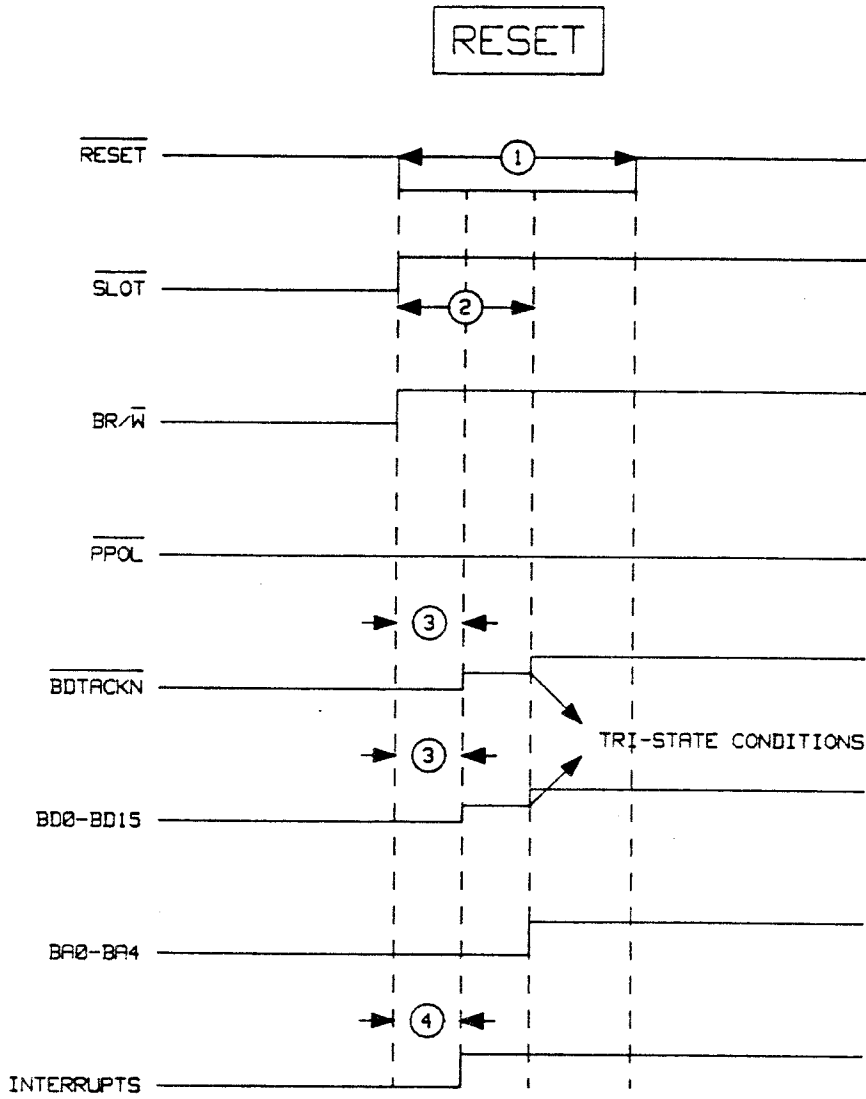 RESET
RESET
1
SLOT
2
BR/W
PPOL
3
BDTACKN
TRI-STATE CONDITIONS
3
BD0-BD15
BA0-BA4
4
INTERRUPTS